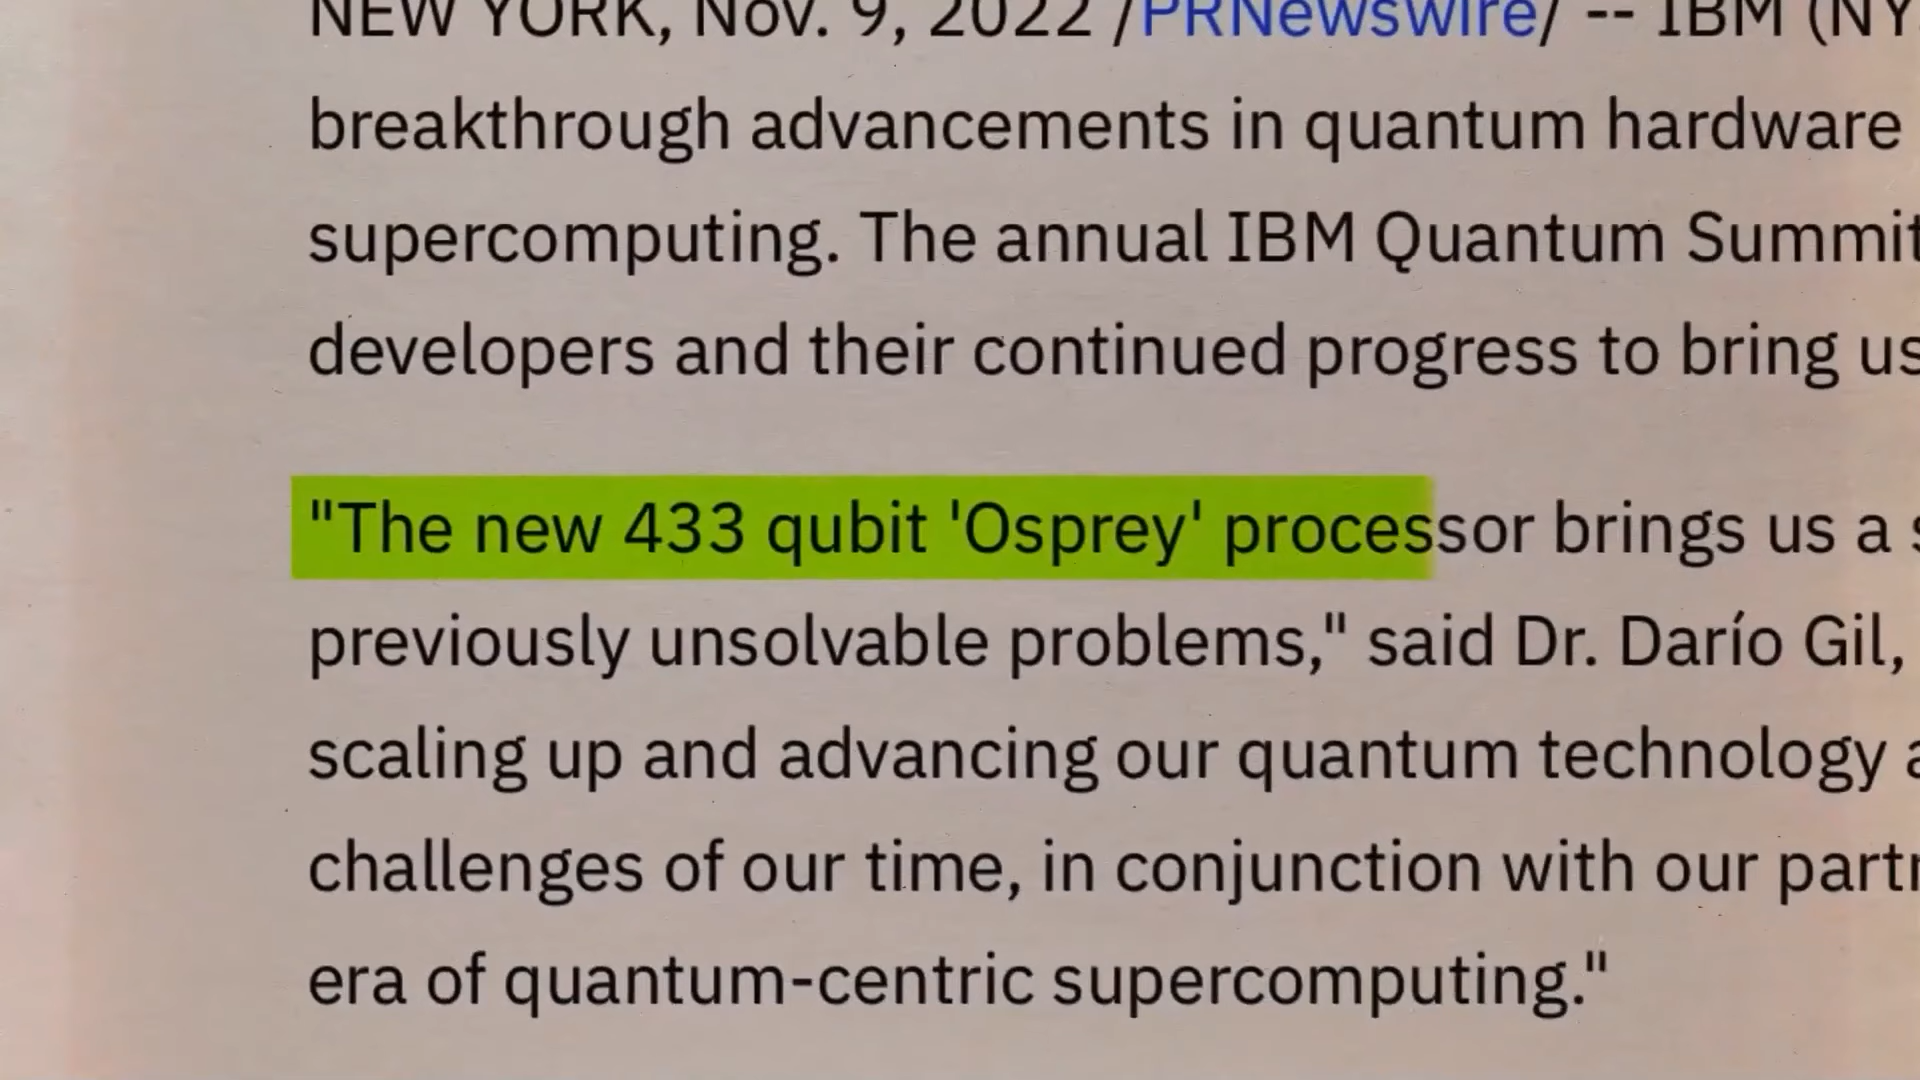 NEW YORK, Nov. 9, 2022 /PRNewswire/ -- IBM (NY
breakthrough advancements in quantum hardware
supercomputing. The annual IBM Quantum Summit
developers and their continued progress to bring us
"The new 433 qubit 'Osprey' processor brings us a
previously unsolvable problems," said Dr. Darío Gil,
scaling up and advancing our quantum technology
challenges of our time, in conjunction with our
era of quantum-centric supercomputing."